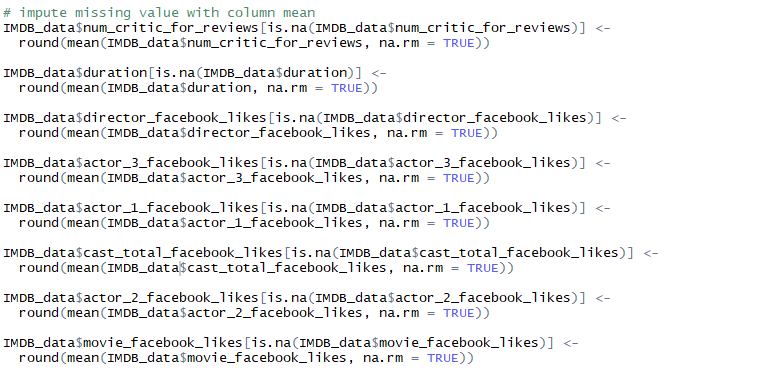 # impute missing value with column mean
IMDB_data$num_critic_for_reviews[is.na(IMDB_data$num_critic_for_reviews)] <-
  round(mean(IMDB_data$num_critic_for_reviews, na.rm = TRUE))

IMDB_data$duration[is.na(IMDB_data$duration)] <-
  round(mean(IMDB_data$duration, na.rm = TRUE))

IMDB_data$director_facebook_likes[is.na(IMDB_data$director_facebook_likes)] <-
  round(mean(IMDB_data$director_facebook_likes, na.rm = TRUE))

IMDB_data$actor_3_facebook_likes[is.na(IMDB_data$actor_3_facebook_likes)] <-
  round(mean(IMDB_data$actor_3_facebook_likes, na.rm = TRUE))

IMDB_data$actor_1_facebook_likes[is.na(IMDB_data$actor_1_facebook_likes)] <-
  round(mean(IMDB_data$actor_1_facebook_likes, na.rm = TRUE))

IMDB_data$cast_total_facebook_likes[is.na(IMDB_data$cast_total_facebook_likes)] <-
  round(mean(IMDB_data$cast_total_facebook_likes, na.rm = TRUE))

IMDB_data$actor_2_facebook_likes[is.na(IMDB_data$actor_2_facebook_likes)] <-
  round(mean(IMDB_data$actor_2_facebook_likes, na.rm = TRUE))

IMDB_data$movie_facebook_likes[is.na(IMDB_data$movie_facebook_likes)] <-
  round(mean(IMDB_data$movie_facebook_likes, na.rm = TRUE))